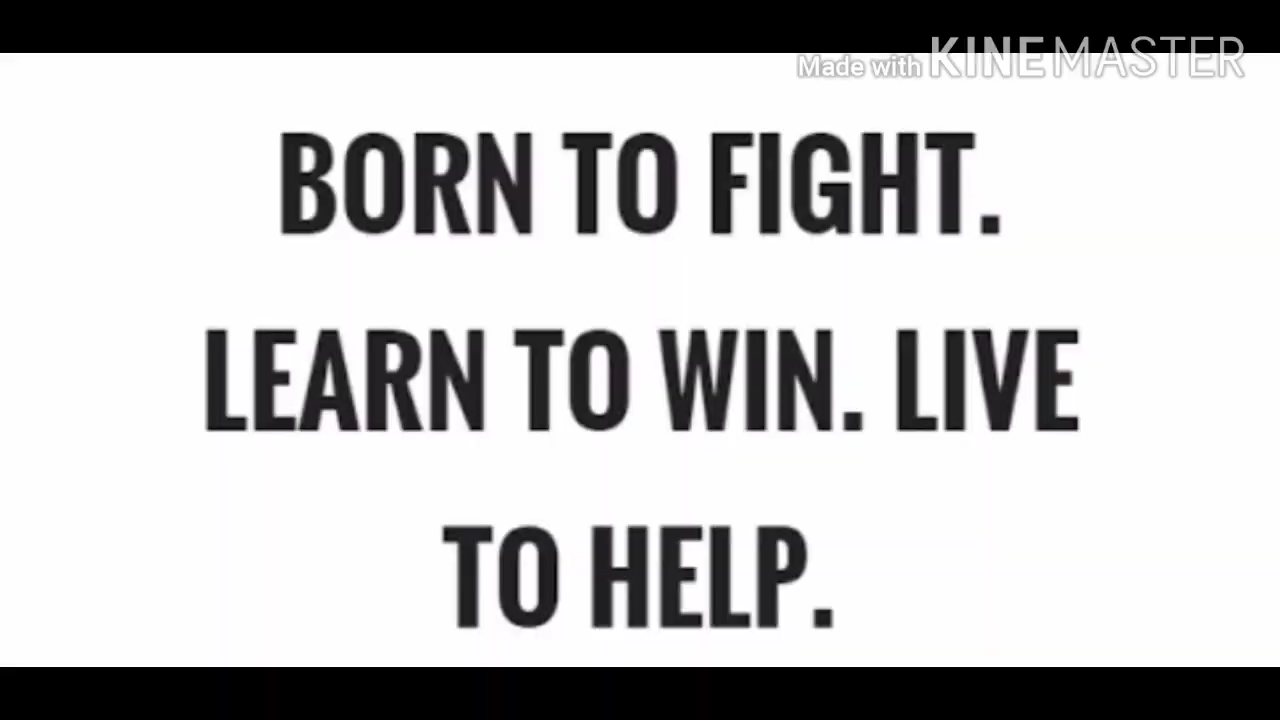 Made with KINEMASTER
BORN TO FIGHT.
LEARN TO WIN. LIVE
TO HELP.